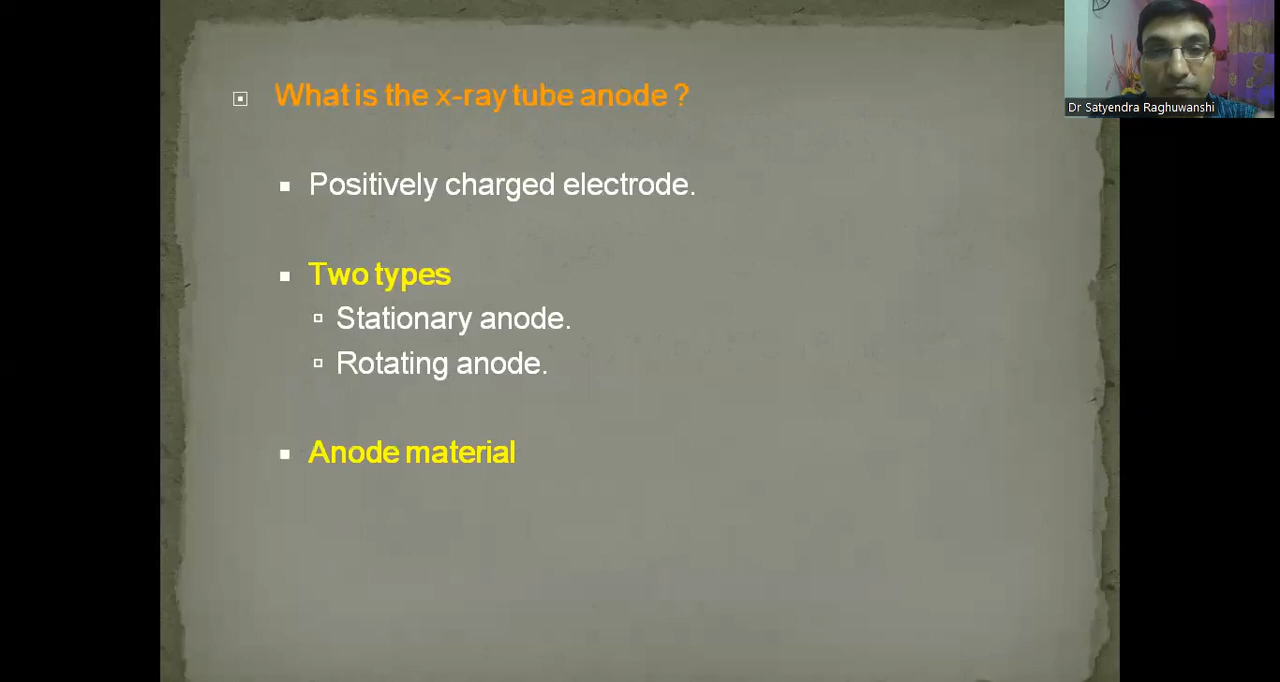 What is the x-ray tube anode ?
Dr Satyendra Raghuwanshi
Positively charged electrode.
Two types
Stationary anode.
Rotating anode.
Anode material